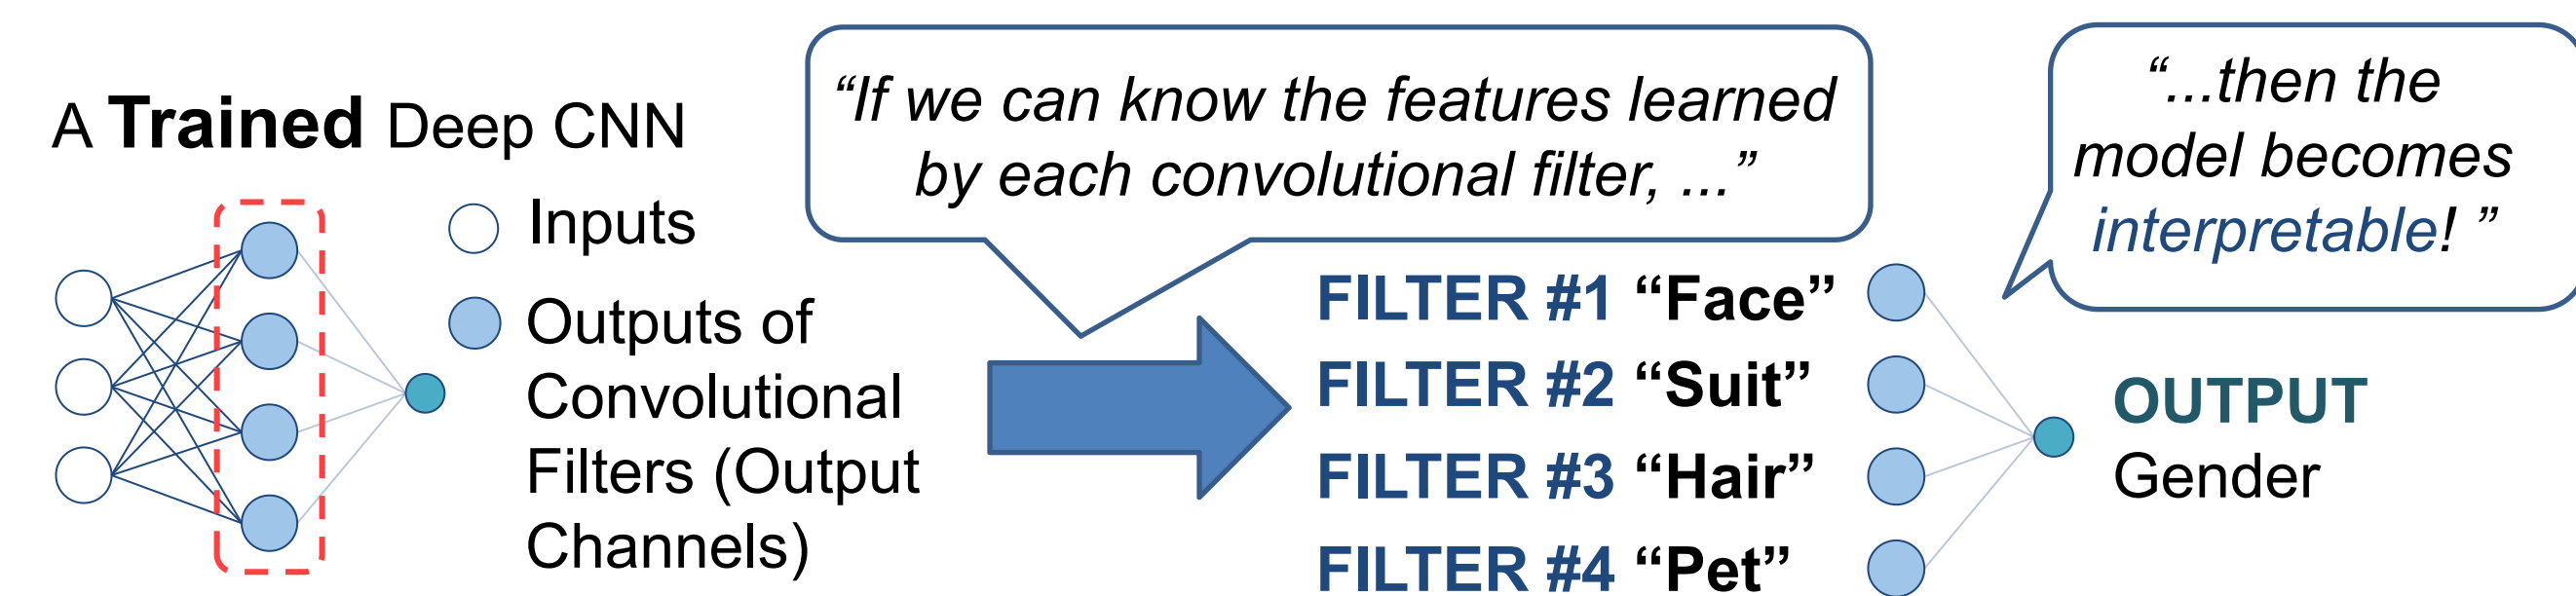 A Trained Deep CNN
Inputs
Outputs of
Convolutional
Filters (Output
Channels)
“If we can know the features learned
by each convolutional filter, ...”
FILTER #1 “Face”
FILTER #2 “Suit”
FILTER #3 “Hair”
FILTER #4 “Pet”
“...then the
model becomes
interpretable! ”
OUTPUT
Gender